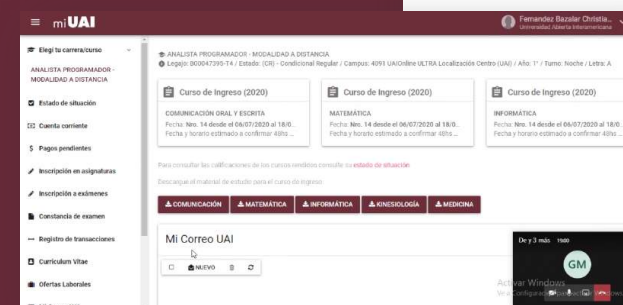 miUAI
Fernandez Bazalar Christia...
Universidad Abierta Interamericana
Elegí tu carrera/curso
ANALISTA PROGRAMADOR -
MODALIDAD A DISTANCIA
Estado de situación
Cuenta corriente
Pagos pendientes
Inscripción en asignaturas
Inscripción a exámenes
Constancia de examen
Registro de transacciones
Curriculum Vitae
Ofertas Laborales
ANALISTA PROGRAMADOR - MODALIDAD A DISTANCIA
Legajo: B00047395-T4 / Estado: (CR) - Condicional Regular / Campus: 4091 UAIOnline ULTRA Localización Centro (UAI) / Año: 1° / Turno: Noche / Letra: A
Curso de Ingreso (2020)
COMUNICACIÓN ORAL Y ESCRITA
Fecha: Nro. 14 desde el 06/07/2020 al 18/0...
Fecha y horario estimado a confirmar 48hs ...
Curso de Ingreso (2020)
MATEMÁTICA
Fecha: Nro. 14 desde el 06/07/2020 al 18/0...
Fecha y horario estimado a confirmar 48hs ...
Curso de Ingreso (2020)
INFORMÁTICA
Fecha: Nro. 14 desde el 06/07/2020 al 18/0...
Fecha y horario estimado a confirmar 48hs ...
Para consultar las calificaciones de los cursos rendidos consulte su estado de situación
Descargue el material de estudio para el curso de ingreso:
COMUNICACIÓN
MATEMÁTICA
INFORMÁTICA
KINESIOLOGÍA
MEDICINA
Mi Correo UAI
NUEVO
De y 3 más
GM
Activar Windows